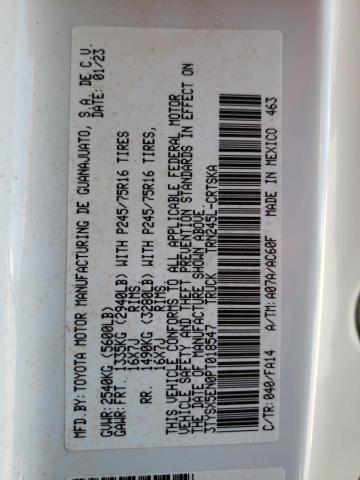 MFD. BY:
TOYOTA MOTOR MANUFACTURING DE GUANAJUATO, S.A. DE C.V.
DATE: 01/23
GVWR: 2540KG (5600LB)
GAWR: FRT. 1335KG (2940LB) WITH P245/75R16 TIRES
16X7J RIMS
RR. 1490KG (3280LB) WITH P245/75R16 TIRES
16X7J RIMS
THIS VEHICLE CONFORMS TO ALL APPLICABLE FEDERAL MOTOR
VEHICLE SAFETY AND THEFT PREVENTION STANDARDS IN EFFECT ON
THE DATE OF MANUFACTURE SHOWN ABOVE.
3TYSX5EN0PT018547 TRUCK TRN245L-CRTSKA
C/TR: 040/FA14 A/TM: A07A/AC60F MADE IN MEXICO 463